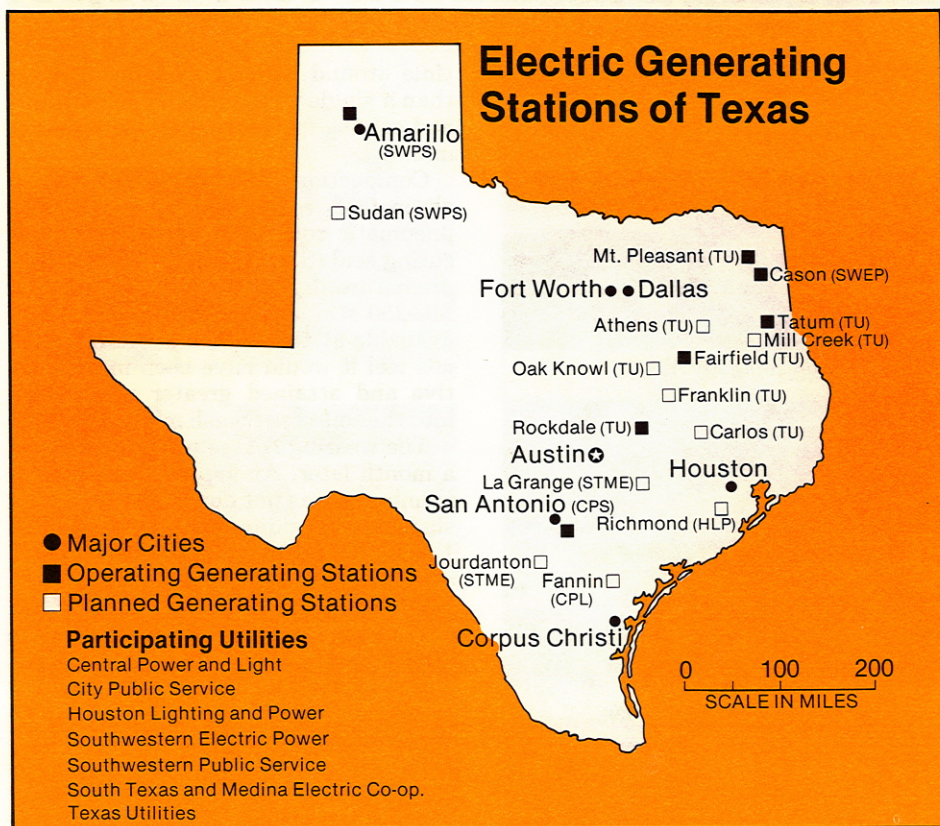 Electric Generating
Stations of Texas
Amarillo
(SWPS)
Sudan (SWPS)
Mt. Pleasant (TU)
Cason (SWEP)
Fort Worth
Dallas
Tatum (TU)
Athens (TU)
Mill Creek (TU)
Fairfield (TU)
Oak Knowl (TU)
Franklin (TU)
Rockdale (TU)
Carlos (TU)
Austin
Houston
La Grange (STME)
San Antonio (CPS)
Richmond (HLP)
Jourdanton
(STME)
Fannin
(CPL)
Corpus Christi
Major Cities
Operating Generating Stations
Planned Generating Stations
Participating Utilities
Central Power and Light
City Public Service
Houston Lighting and Power
Southwestern Electric Power
Southwestern Public Service
South Texas and Medina Electric Co-op.
Texas Utilities
0 100 200
SCALE IN MILES